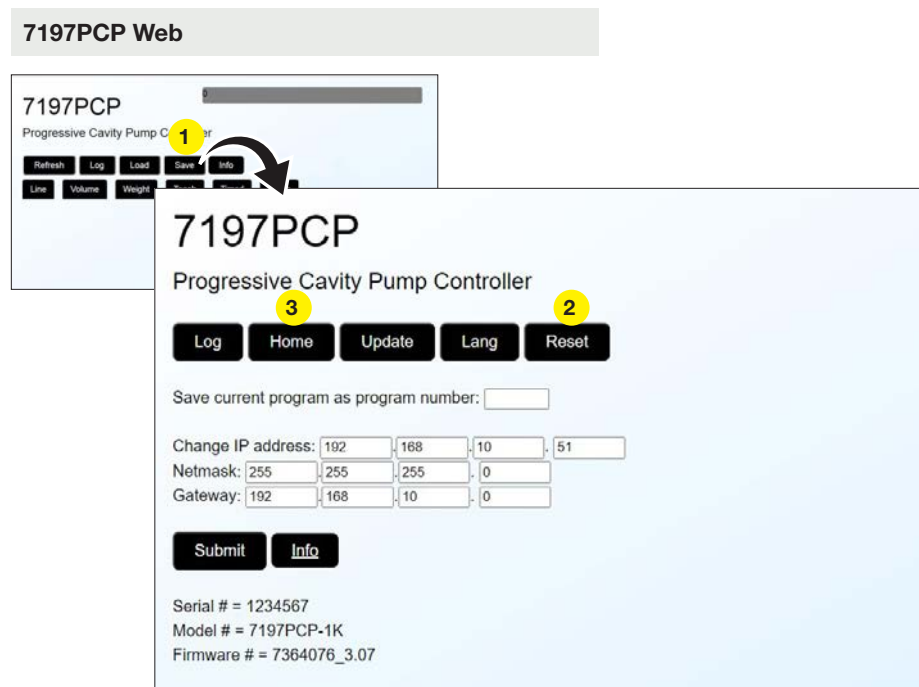 7197PCP Web
0
7197PCP
Progressive Cavity Pump C er
1
Refresh Log Load Save Info
Line Volume Weight
7197PCP
Progressive Cavity Pump Controller
3 2
Log Home Update Lang Reset
Save current program as program number:
Change IP address: 192 . 168 . 10 . 51
Netmask: 255 . 255 . 255 . 0
Gateway: 192 . 168 . 10 . 0
Submit Info
Serial # = 1234567
Model # = 7197PCP-1K
Firmware # = 7364076_3.07